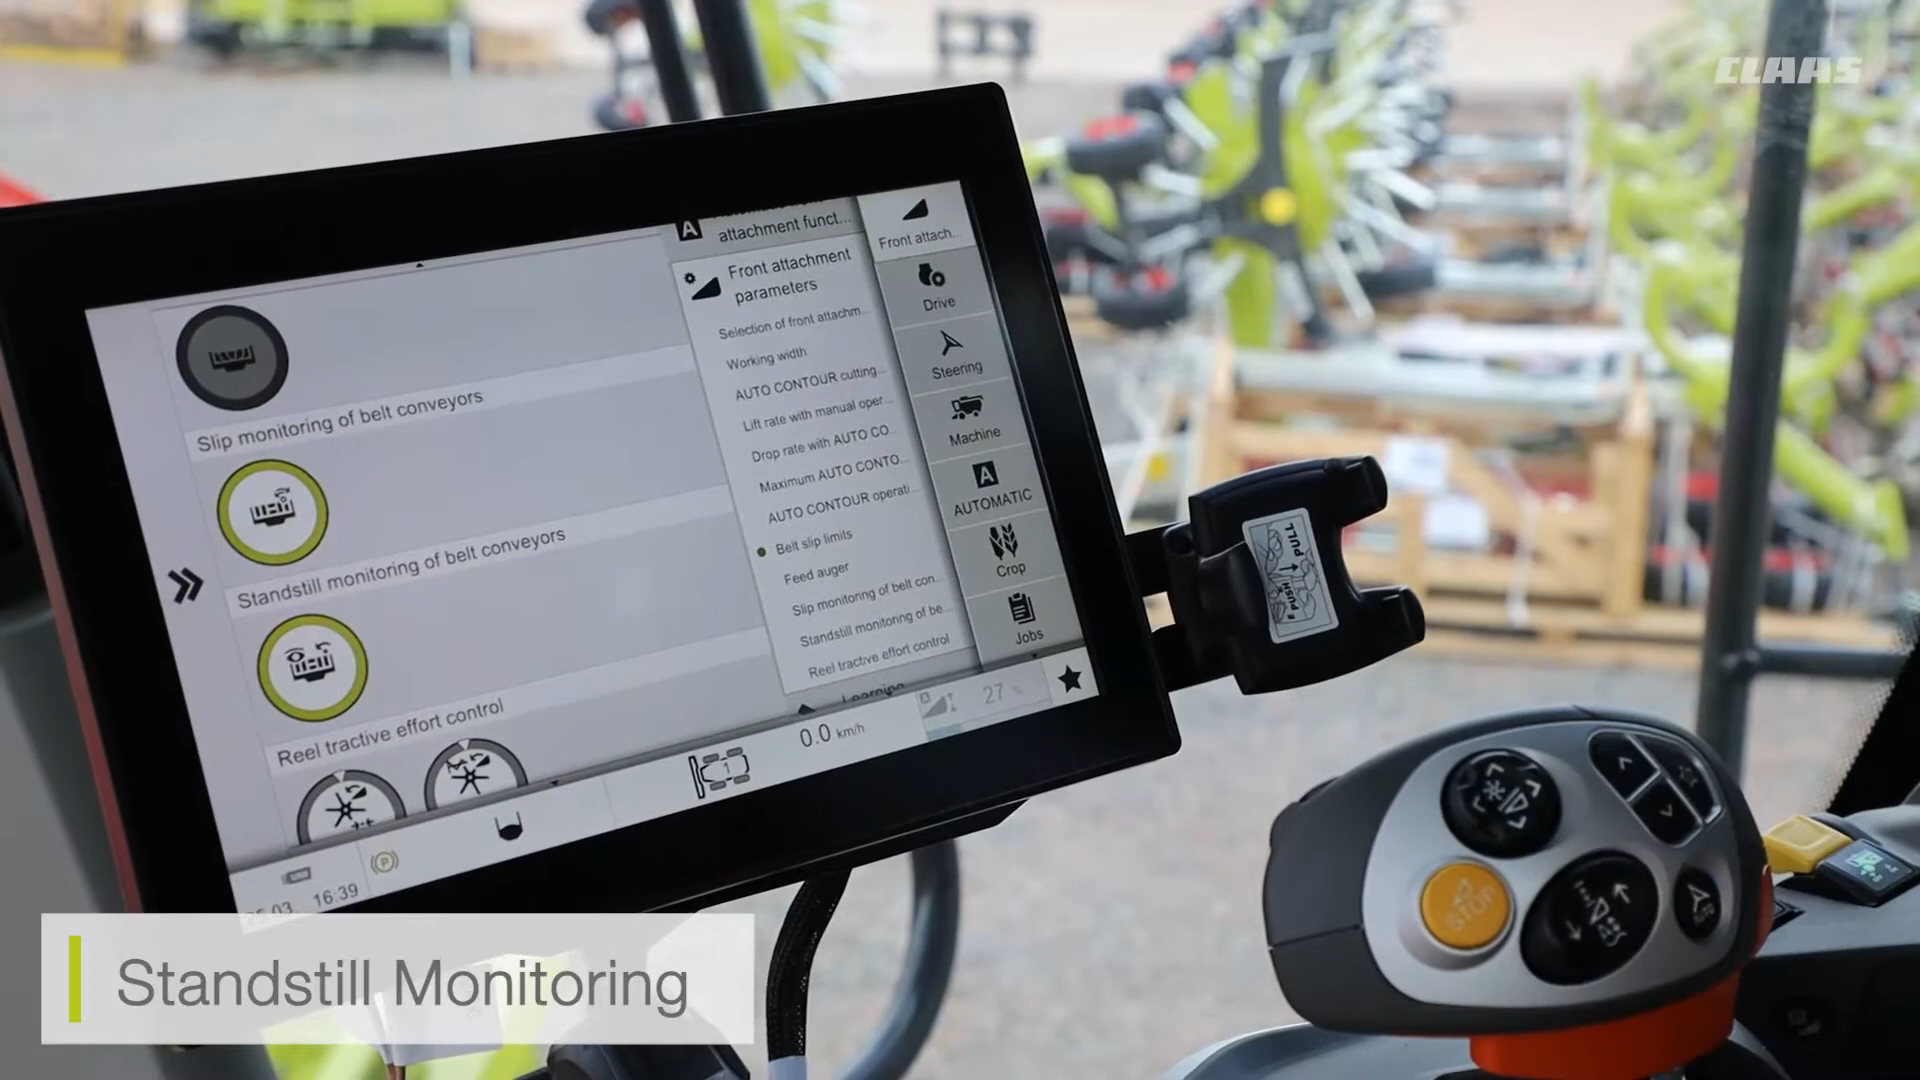 CLAAS
attachment funct...
Front attachment
parameters
Selection of front attachm...
Working width
AUTO CONTOUR cutting...
Lift rate with manual oper...
Drop rate with AUTO CO...
Maximum AUTO CONTO...
AUTO CONTOUR operati...
Belt slip limits
Feed auger
Slip monitoring of belt con...
Standstill monitoring of be...
Reel tractive effort control
Learning
Front attach...
Drive
Steering
Machine
A
AUTOMATIC
Crop
Jobs
Slip monitoring of belt conveyors
Standstill monitoring of belt conveyors
Reel tractive effort control
0.0 km/h
27
1
P
16:39
PULL
PUSH
STOP
AUTO
Standstill Monitoring